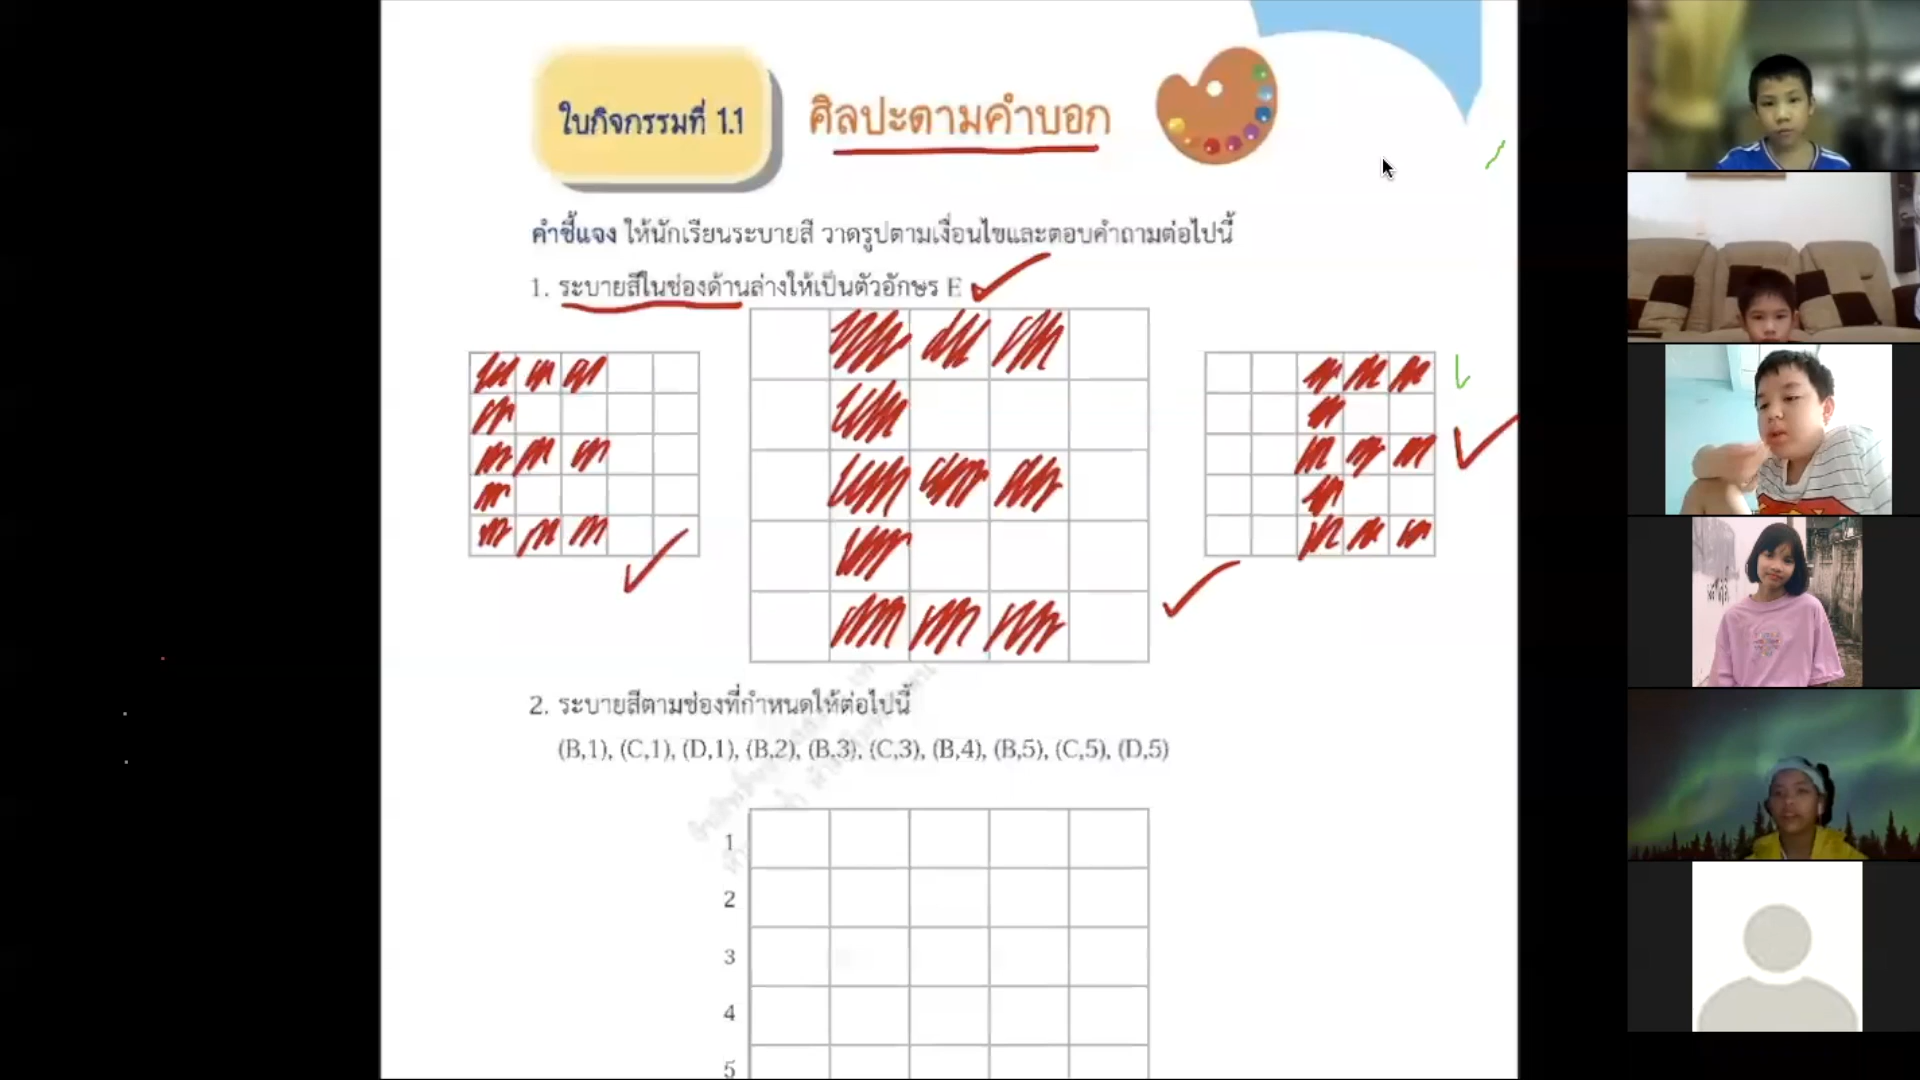 ใบกิจกรรมที่ 1.1
ศิลปะตามคำบอก
คำชี้แจง ให้นักเรียนระบายสี วาดรูปตามเงื่อนไขและตอบคำถามต่อไปนี้
1. ระบายสีในช่องด้านล่างให้เป็นตัวอักษร E
2. ระบายสีตามช่องที่กำหนดให้ต่อไปนี้
(B,1), (C,1), (D,1), (B,2), (B,3), (C,3), (B,4), (B,5), (C,5), (D,5)
1
2
3
4
5